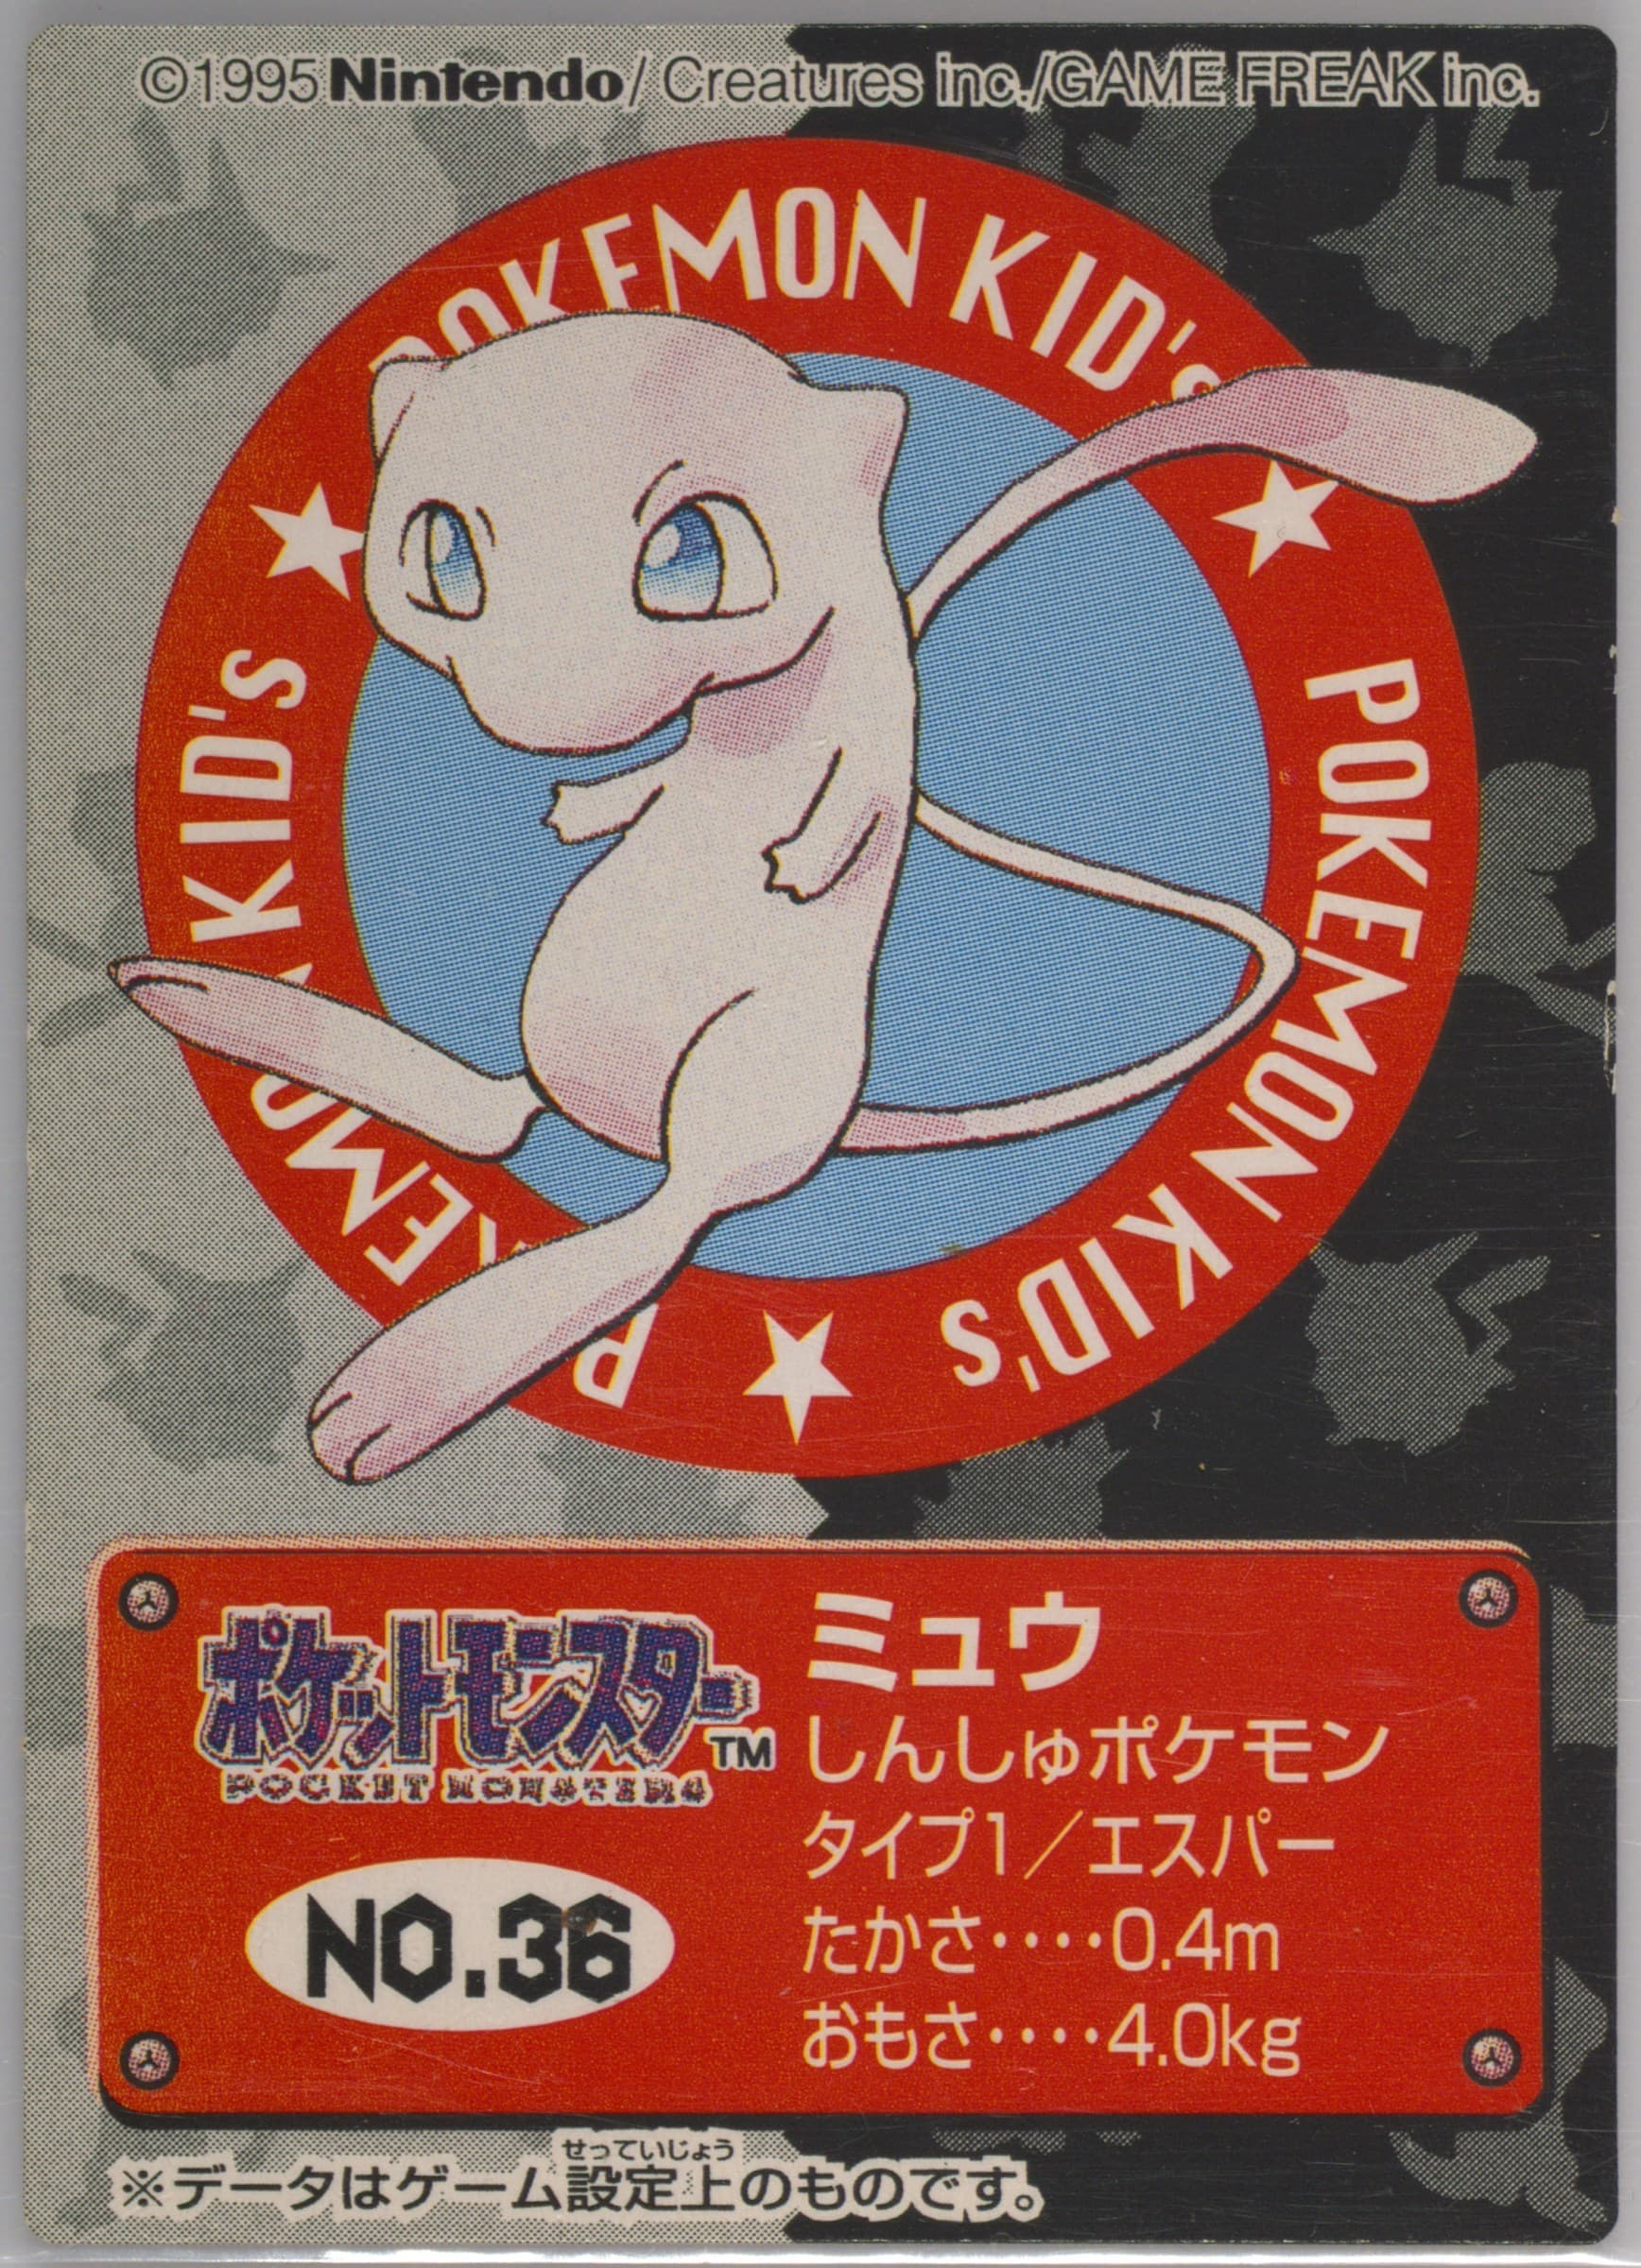 ©1995 Nintendo/Creatures inc./GAME FREAK inc.
POKEMON KID's
POKEMON KID's
KID's
ポケットモンスター™
POCKET MONSTERS
NO.36
ミュウ
しんしゅポケモン
タイプ1/エスパー
たかさ････0.4m
おもさ････4.0kg
せっていじょう
※データはゲーム設定上のものです。